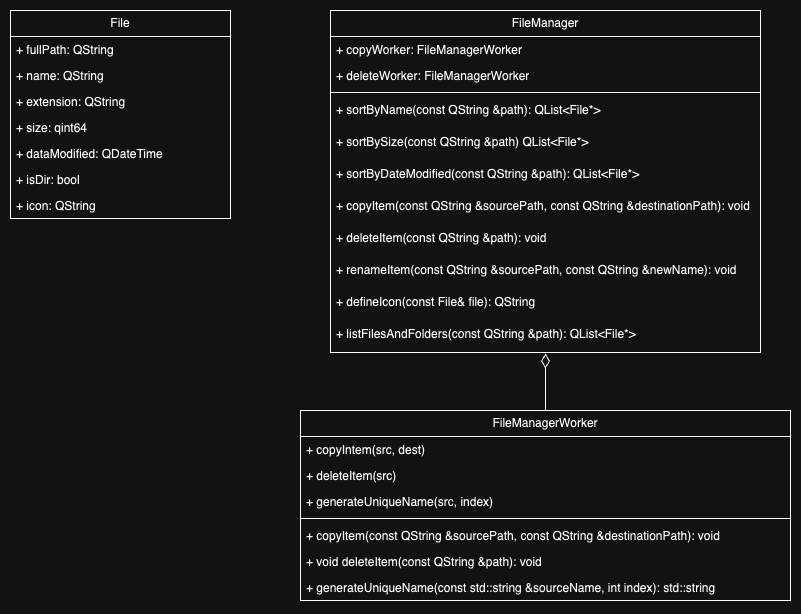 File
+ fullPath: QString
+ name: QString
+ extension: QString
+ size: qint64
+ dataModified: QDateTime
+ isDir: bool
+ icon: QString
FileManager
+ copyWorker: FileManagerWorker
+ deleteWorker: FileManagerWorker
+ sortByName(const QString &path): QList<File*>
+ sortBySize(const QString &path) QList<File*>
+ sortByDateModified(const QString &path): QList<File*>
+ copyItem(const QString &sourcePath, const QString &destinationPath): void
+ deleteItem(const QString &path): void
+ renameItem(const QString &sourcePath, const QString &newName): void
+ defineIcon(const File& file): QString
+ listFilesAndFolders(const QString &path): QList<File*>
FileManagerWorker
+ copyIntem(src, dest)
+ deleteItem(src)
+ generateUniqueName(src, index)
+ copyItem(const QString &sourcePath, const QString &destinationPath): void
+ void deleteItem(const QString &path): void
+ generateUniqueName(const std::string &sourceName, int index): std::string